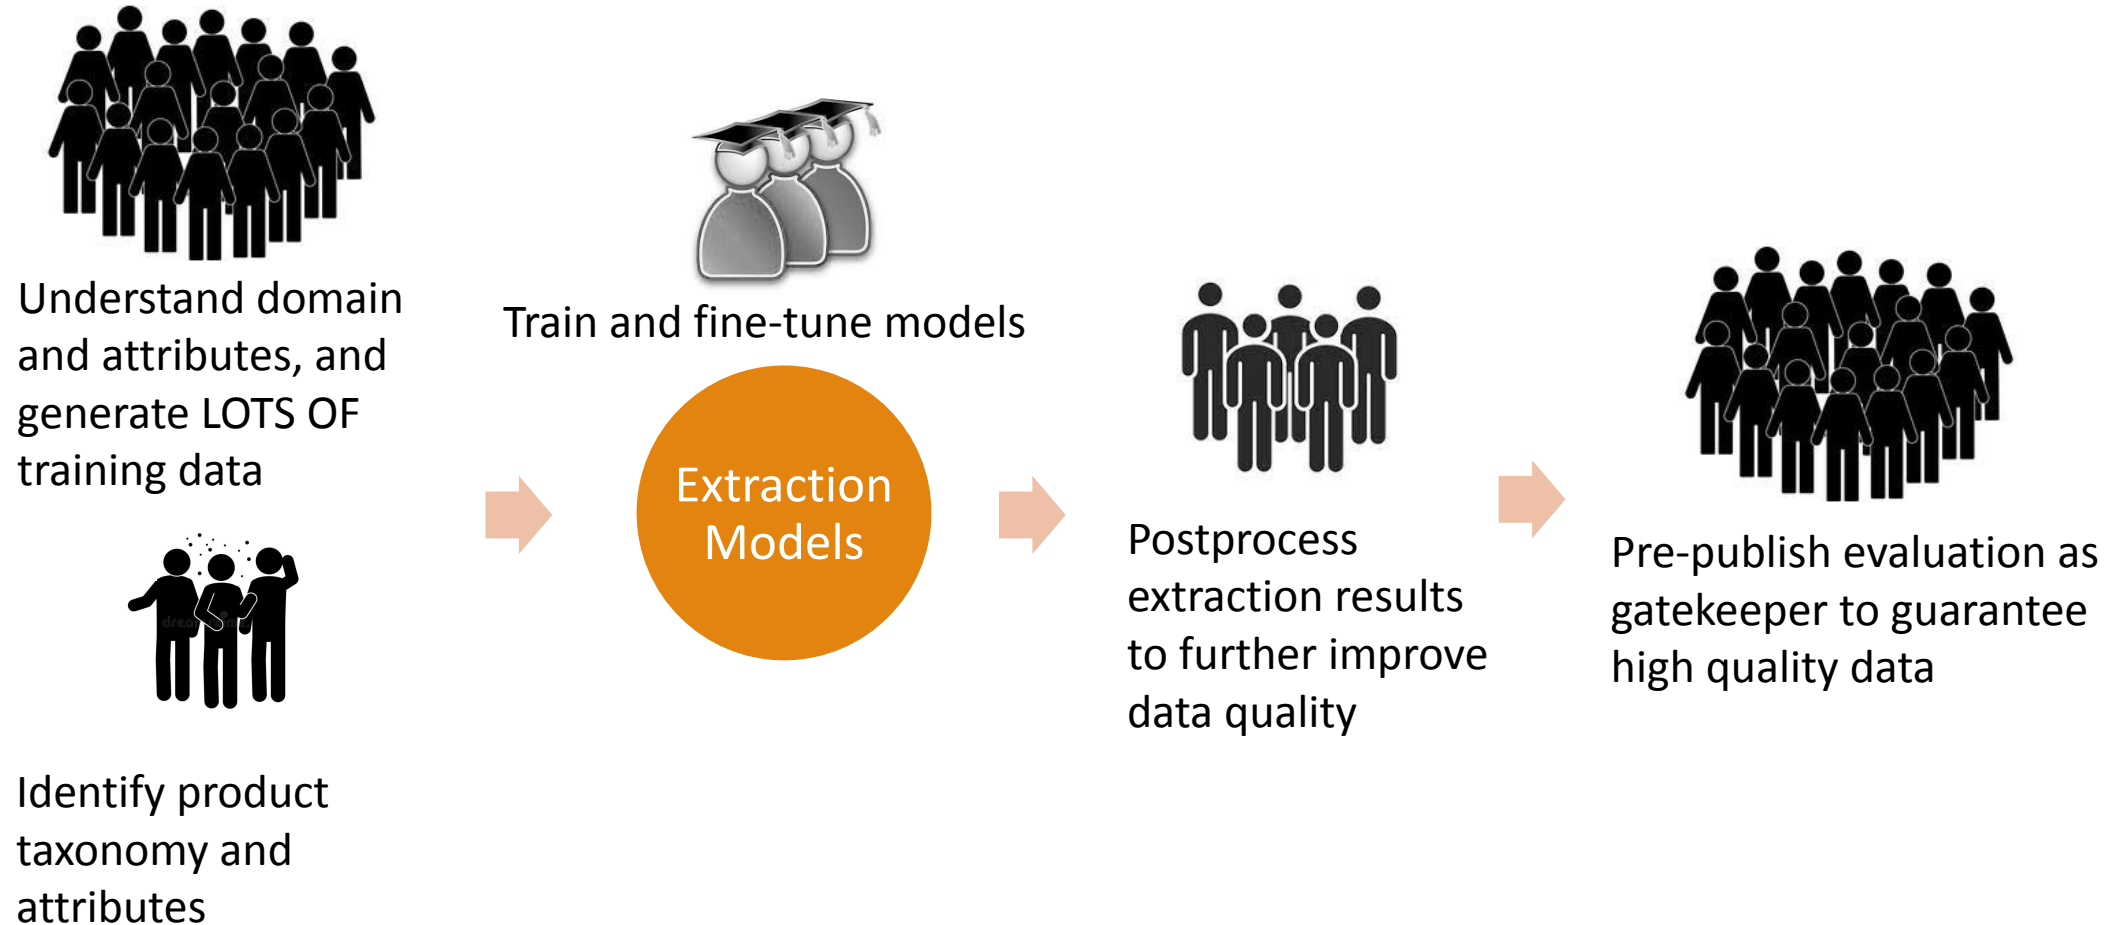 Understand domain
and attributes, and
generate LOTS OF
training data
Identify product
taxonomy and
attributes
Train and fine-tune models
Extraction
Models
Postprocess
extraction results
to further improve
data quality
Pre-publish evaluation as
gatekeeper to guarantee
high quality data